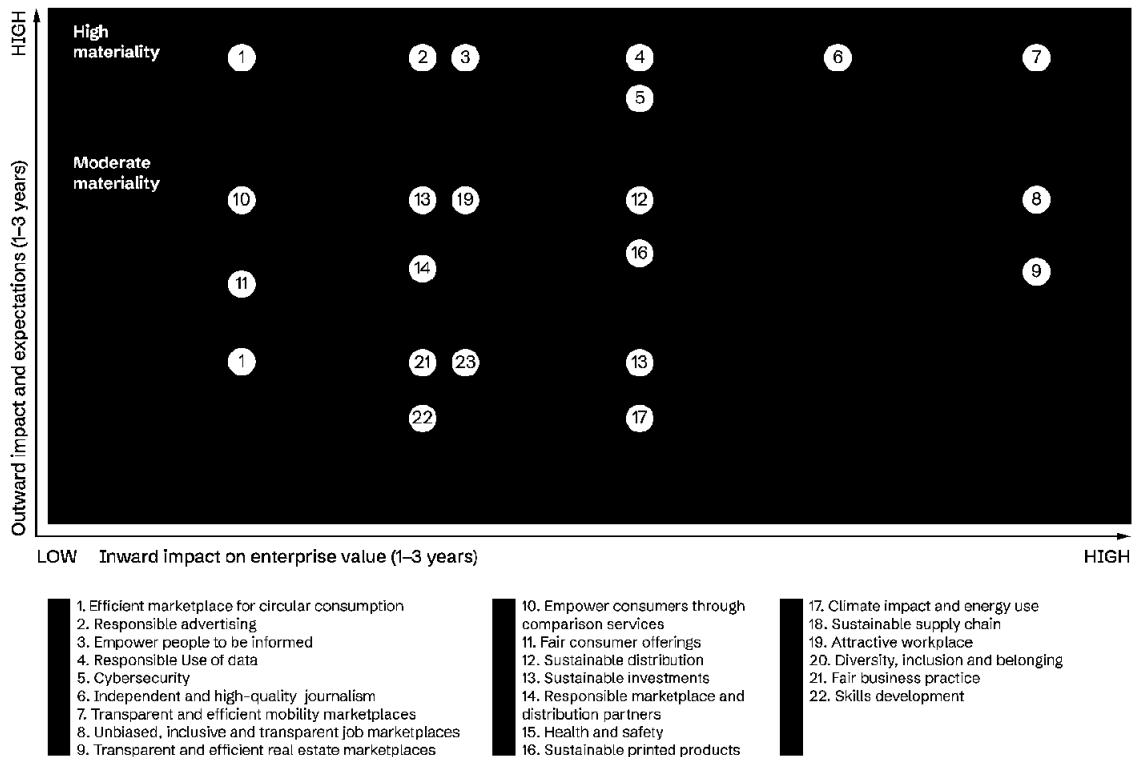 HIGH
High
materiality
1
2
3
4
6
7
5
Moderate
materiality
10
13
19
12
8
16
14
9
11
1
21
23
13
22
17
Outward impact and expectations (1–3 years)
LOW Inward impact on enterprise value (1–3 years) HIGH
1. Efficient marketplace for circular consumption
2. Responsible advertising
3. Empower people to be informed
4. Responsible Use of data
5. Cybersecurity
6. Independent and high-quality journalism
7. Transparent and efficient mobility marketplaces
8. Unbiased, inclusive and transparent job marketplaces
9. Transparent and efficient real estate marketplaces
10. Empower consumers through
comparison services
11. Fair consumer offerings
12. Sustainable distribution
13. Sustainable investments
14. Responsible marketplace and
distribution partners
15. Health and safety
16. Sustainable printed products
17. Climate impact and energy use
18. Sustainable supply chain
19. Attractive workplace
20. Diversity, inclusion and belonging
21. Fair business practice
22. Skills development